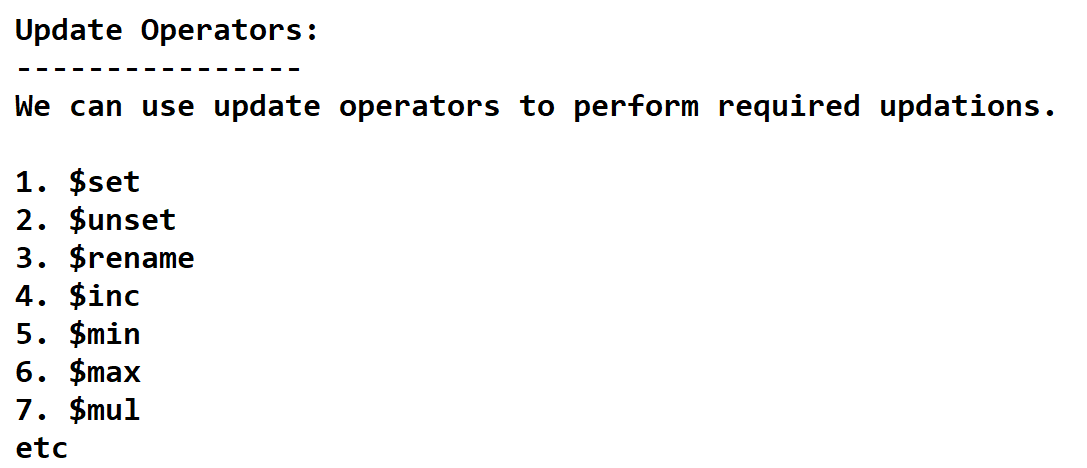 Update Operators:
----------------
We can use update operators to perform required updations.
1. $set
2. $unset
3. $rename
4. $inc
5. $min
6. $max
7. $mul
etc